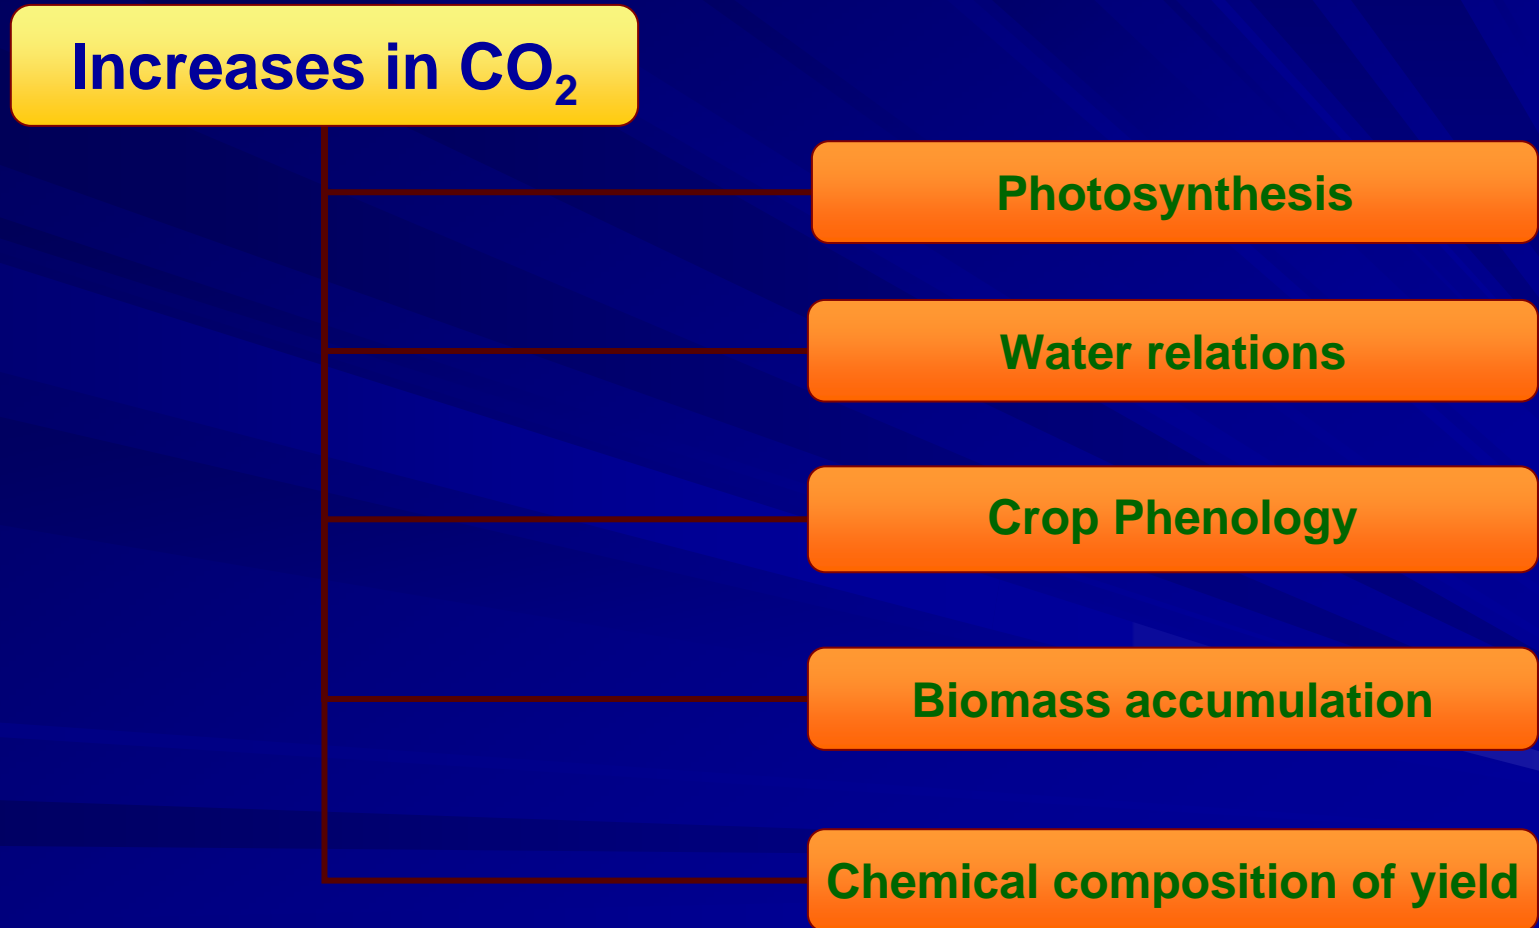 Increases in CO₂
Photosynthesis
Water relations
Crop Phenology
Biomass accumulation
Chemical composition of yield